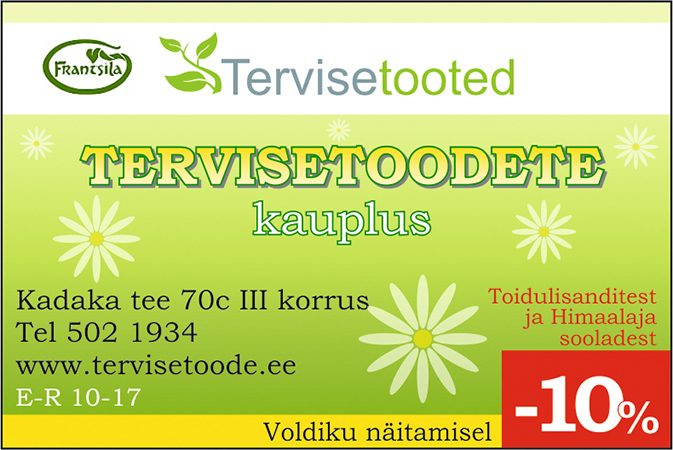 Frantsila
Tervisetooted
TERVISETOODETE
kauplus
Kadaka tee 70c III korrus
Tel 502 1934
www.tervisetoode.ee
E-R 10-17
Toidulisanditest
ja Himaalaja
sooladest
-10%
Voldiku näitamisel